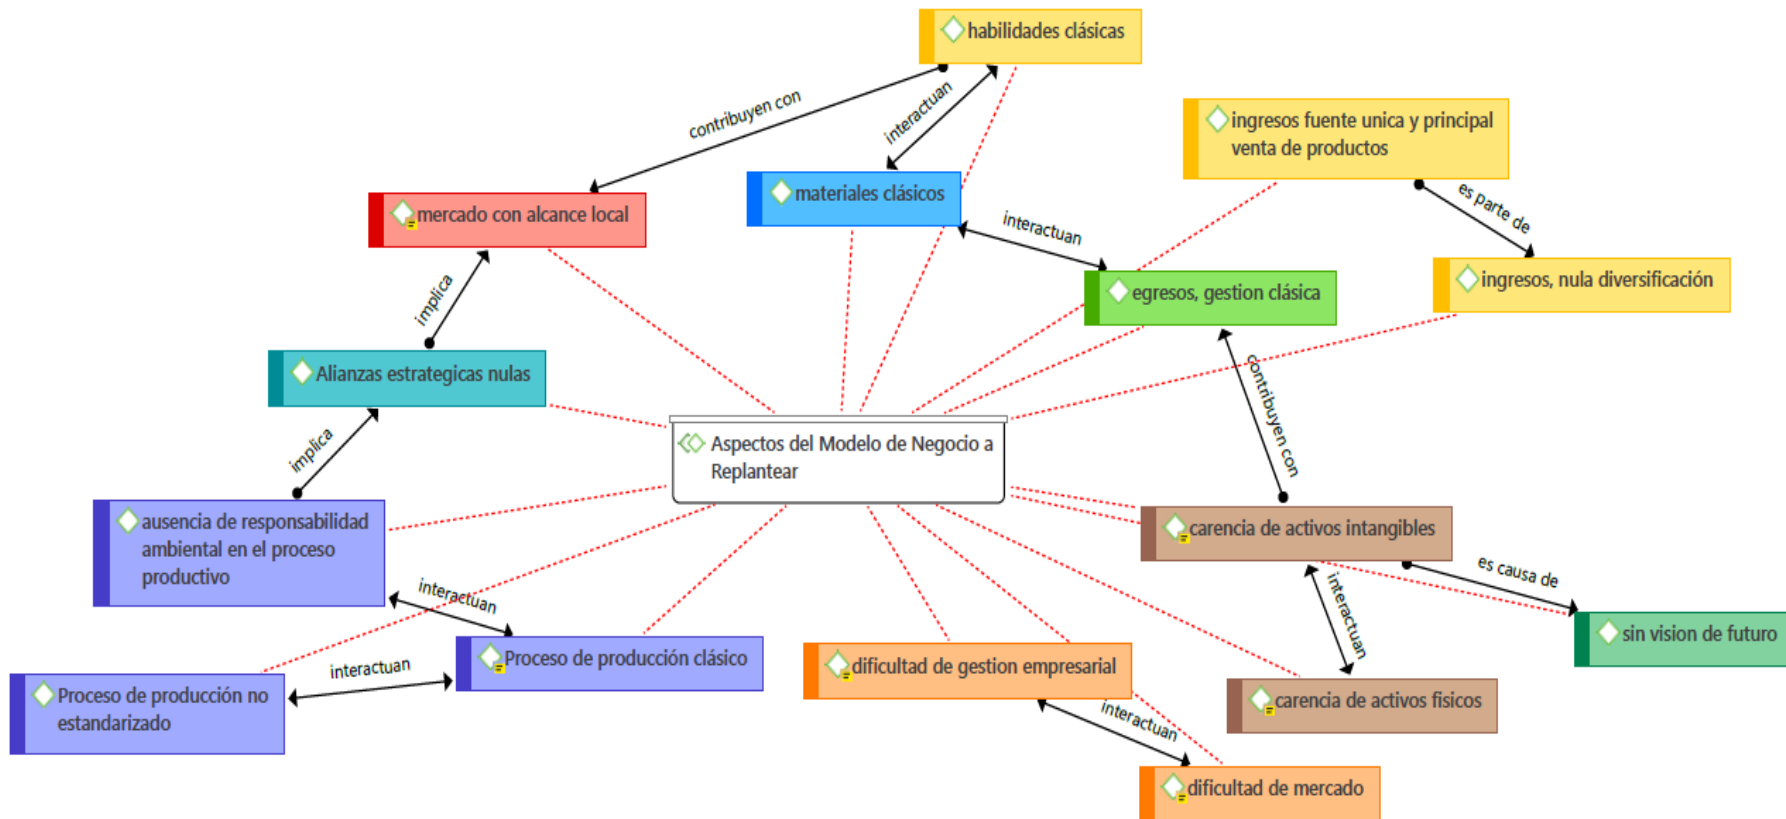 habilidades clásicas
contribuyen con
interactuan
ingresos fuente unica y principal
venta de productos
materiales clásicos
mercado con alcance local
es parte de
interactuan
ingresos, nula diversificación
egresos, gestion clásica
implica
Alianzas estrategicas nulas
contribuyen con
Aspectos del Modelo de Negocio a
Replantear
implica
ausencia de responsabilidad
ambiental en el proceso
productivo
carencia de activos intangibles
es causa de
interactuan
interactuan
sin vision de futuro
Proceso de producción clásico
dificultad de gestion empresarial
interactuan
Proceso de producción no
estandarizado
carencia de activos fisicos
interactuan
dificultad de mercado